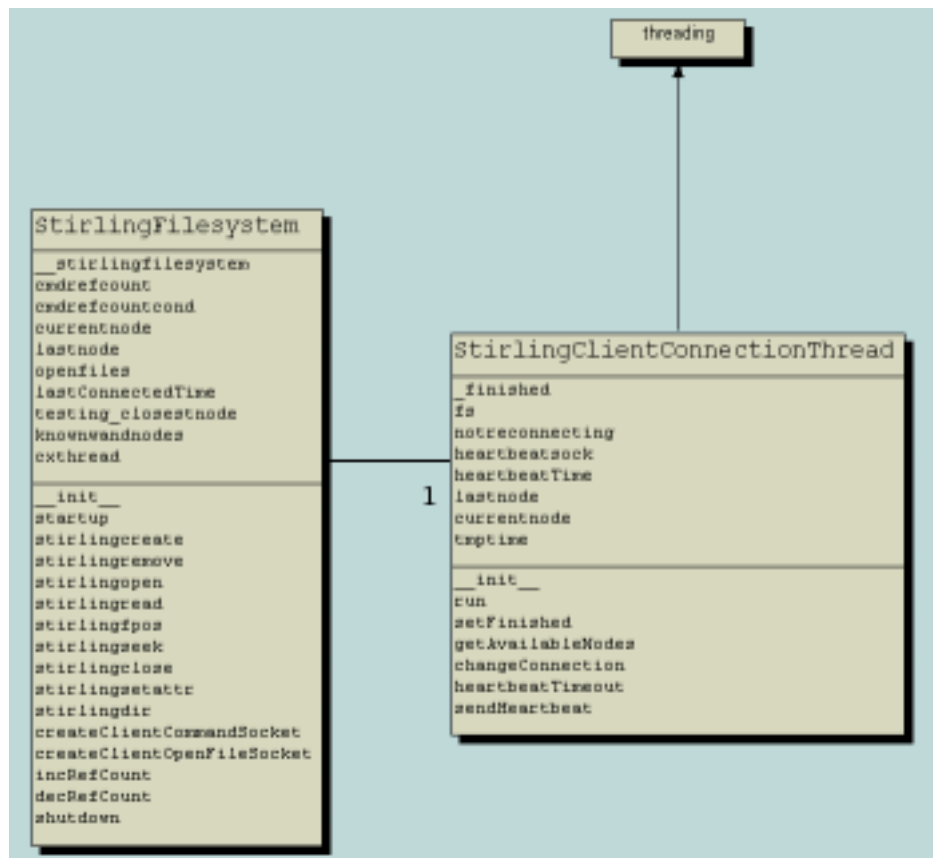 threading
StirlingFilesystem
__stirlingfilesystem
cmdrefcount
cmdrefcountcond
currentnode
lastnode
openfiles
lastConnectedTime
testing_closestnode
knownwandnodes
cxthread
__init__
startup
stirlingcreate
stirlingremove
stirlingopen
stirlingread
stirlingfpos
stirlingseek
stirlingclose
stirlingsetattr
stirlingdir
createClientCommandSocket
createClientOpenFileSocket
incRefCount
decRefCount
shutdown
1
StirlingClientConnectionThread
_finished
fs
notreconnecting
heartbeatsock
heartbeatTime
lastnode
currentnode
tmptime
__init__
run
setFinished
getAvailableNodes
changeConnection
heartbeatTimeout
sendHeartbeat